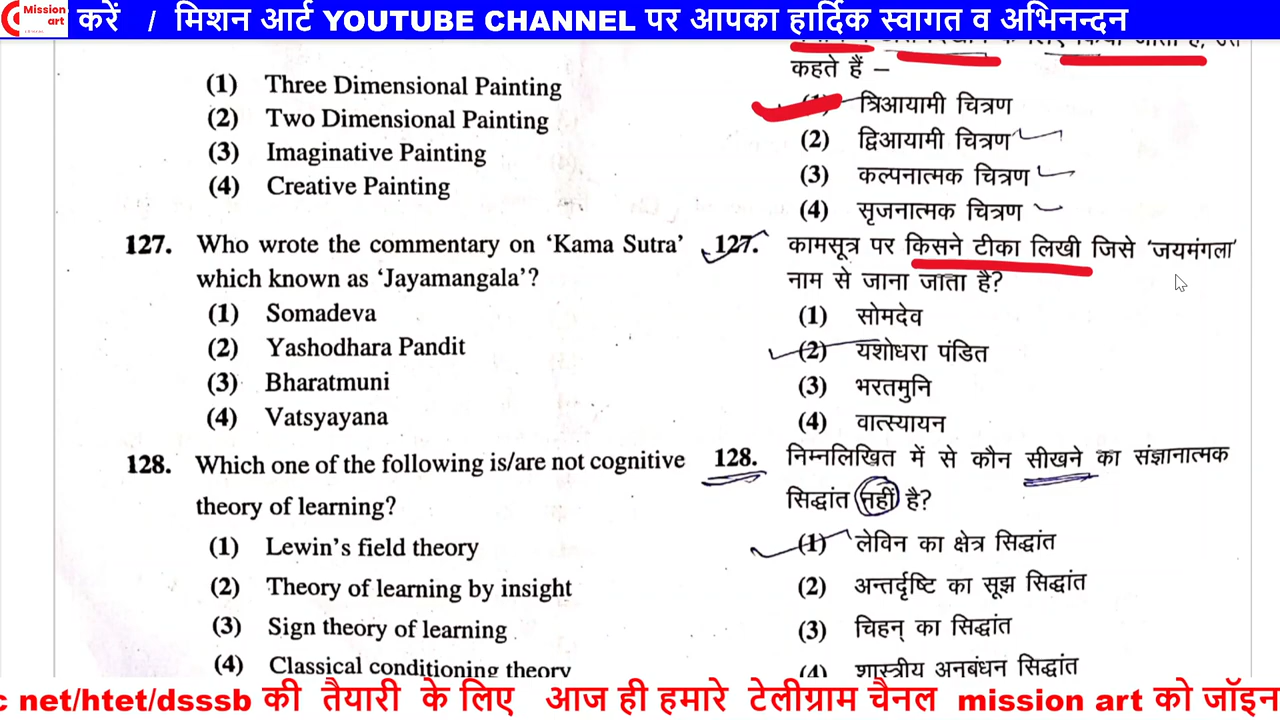 Mission art
करें / मिशन आर्ट YOUTUBE CHANNEL पर आपका हार्दिक स्वागत व अभिनन्दन
(1) Three Dimensional Painting
(2) Two Dimensional Painting
(3) Imaginative Painting
(4) Creative Painting
127. Who wrote the commentary on ‘Kama Sutra’
which known as ‘Jayamangala’?
(1) Somadeva
(2) Yashodhara Pandit
(3) Bharatmuni
(4) Vatsyayana
128. Which one of the following is/are not cognitive
theory of learning?
(1) Lewin’s field theory
(2) Theory of learning by insight
(3) Sign theory of learning
(4) Classical conditioning theory
कहते हैं –
(1) त्रिआयामी चित्रण
(2) द्विआयामी चित्रण
(3) कल्पनात्मक चित्रण
(4) सृजनात्मक चित्रण
127. कामसूत्र पर किसने टीका लिखी जिसे ‘जयमंगला’
नाम से जाना जाता है?
(1) सोमदेव
(2) यशोधरा पंडित
(3) भरतमुनि
(4) वात्स्यायन
128. निम्नलिखित में से कौन सीखने का संज्ञानात्मक
सिद्धांत नहीं है?
(1) लेविन का क्षेत्र सिद्धांत
(2) अन्तर्दृष्टि का सूझ सिद्धांत
(3) चिहन् का सिद्धांत
(4) शास्त्रीय अनबंधन सिद्धांत
c net/htet/dsssb की तैयारी के लिए आज ही हमारे टेलीग्राम चैनल mission art को जॉइन